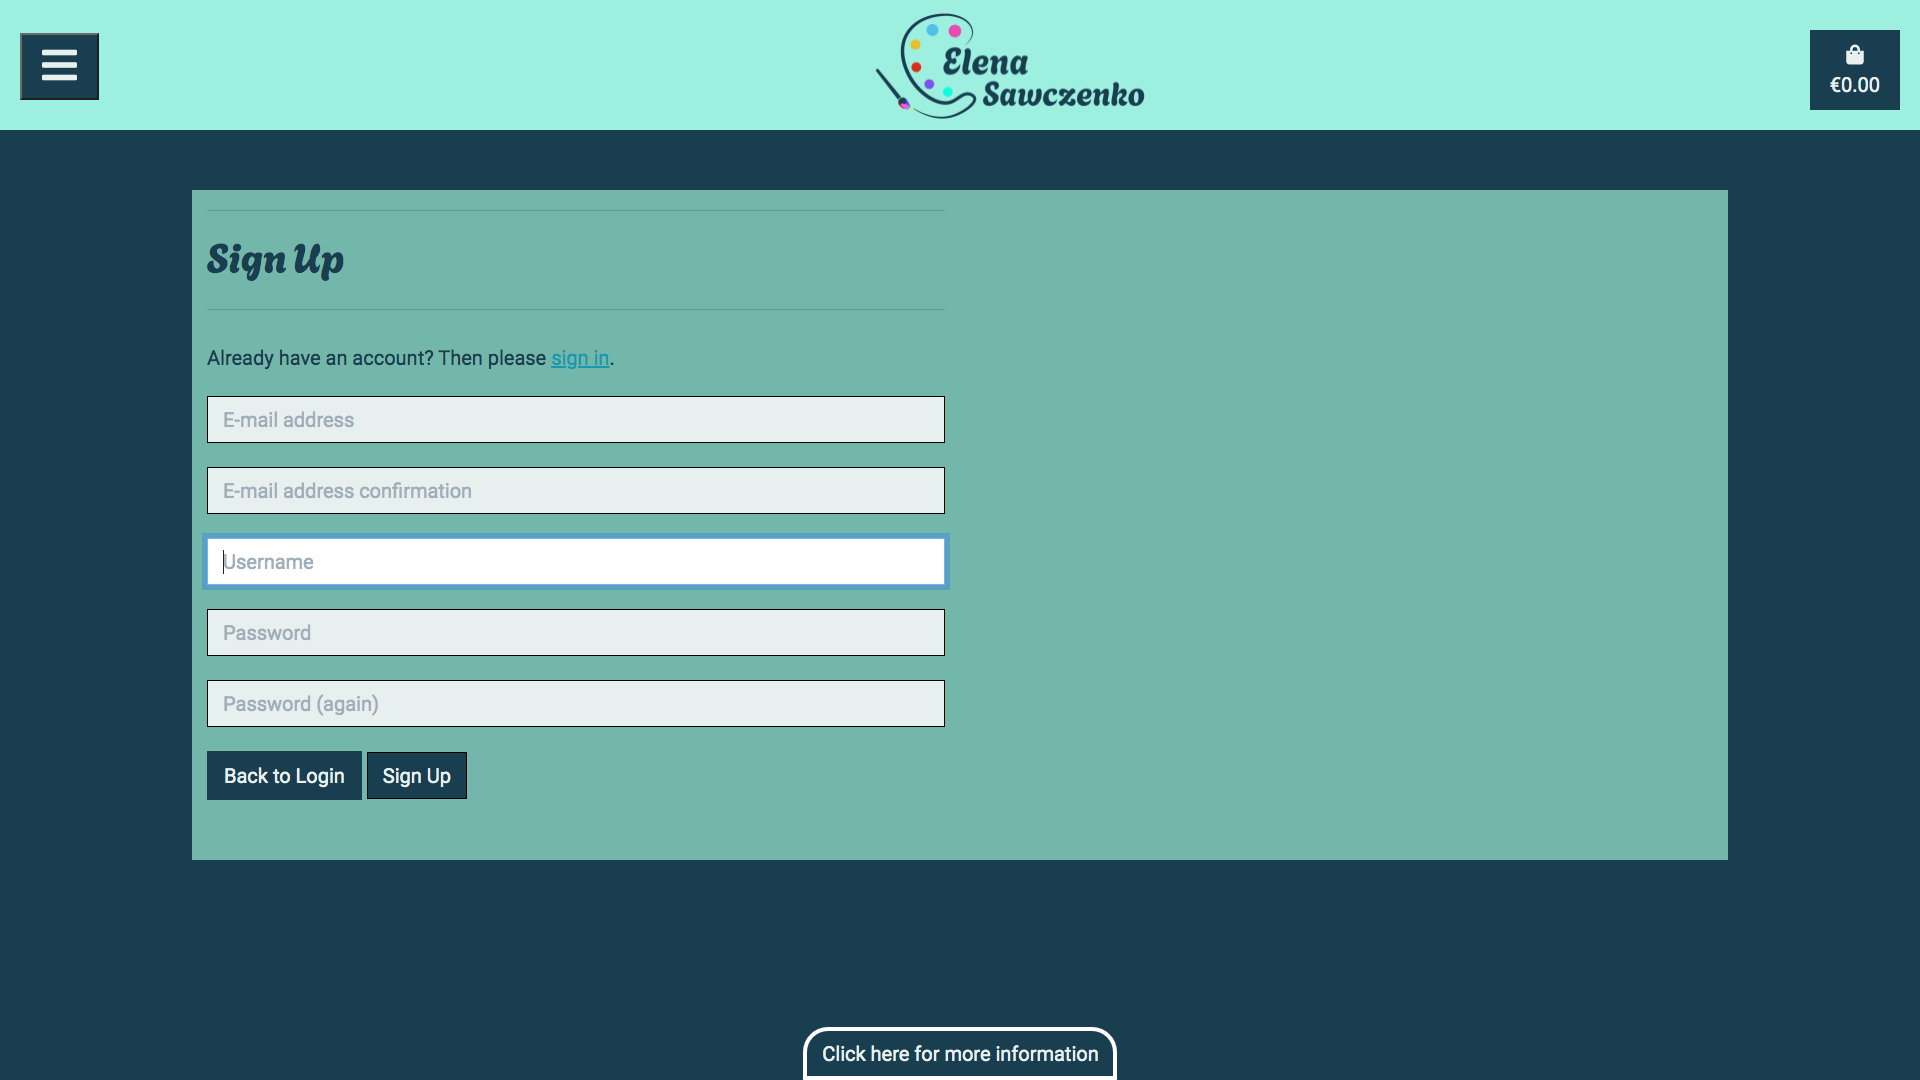 Elena
Sawczenko
€0.00
Sign Up
Already have an account? Then please sign in.
E-mail address
E-mail address confirmation
Username
Password
Password (again)
Back to Login
Sign Up
Click here for more information